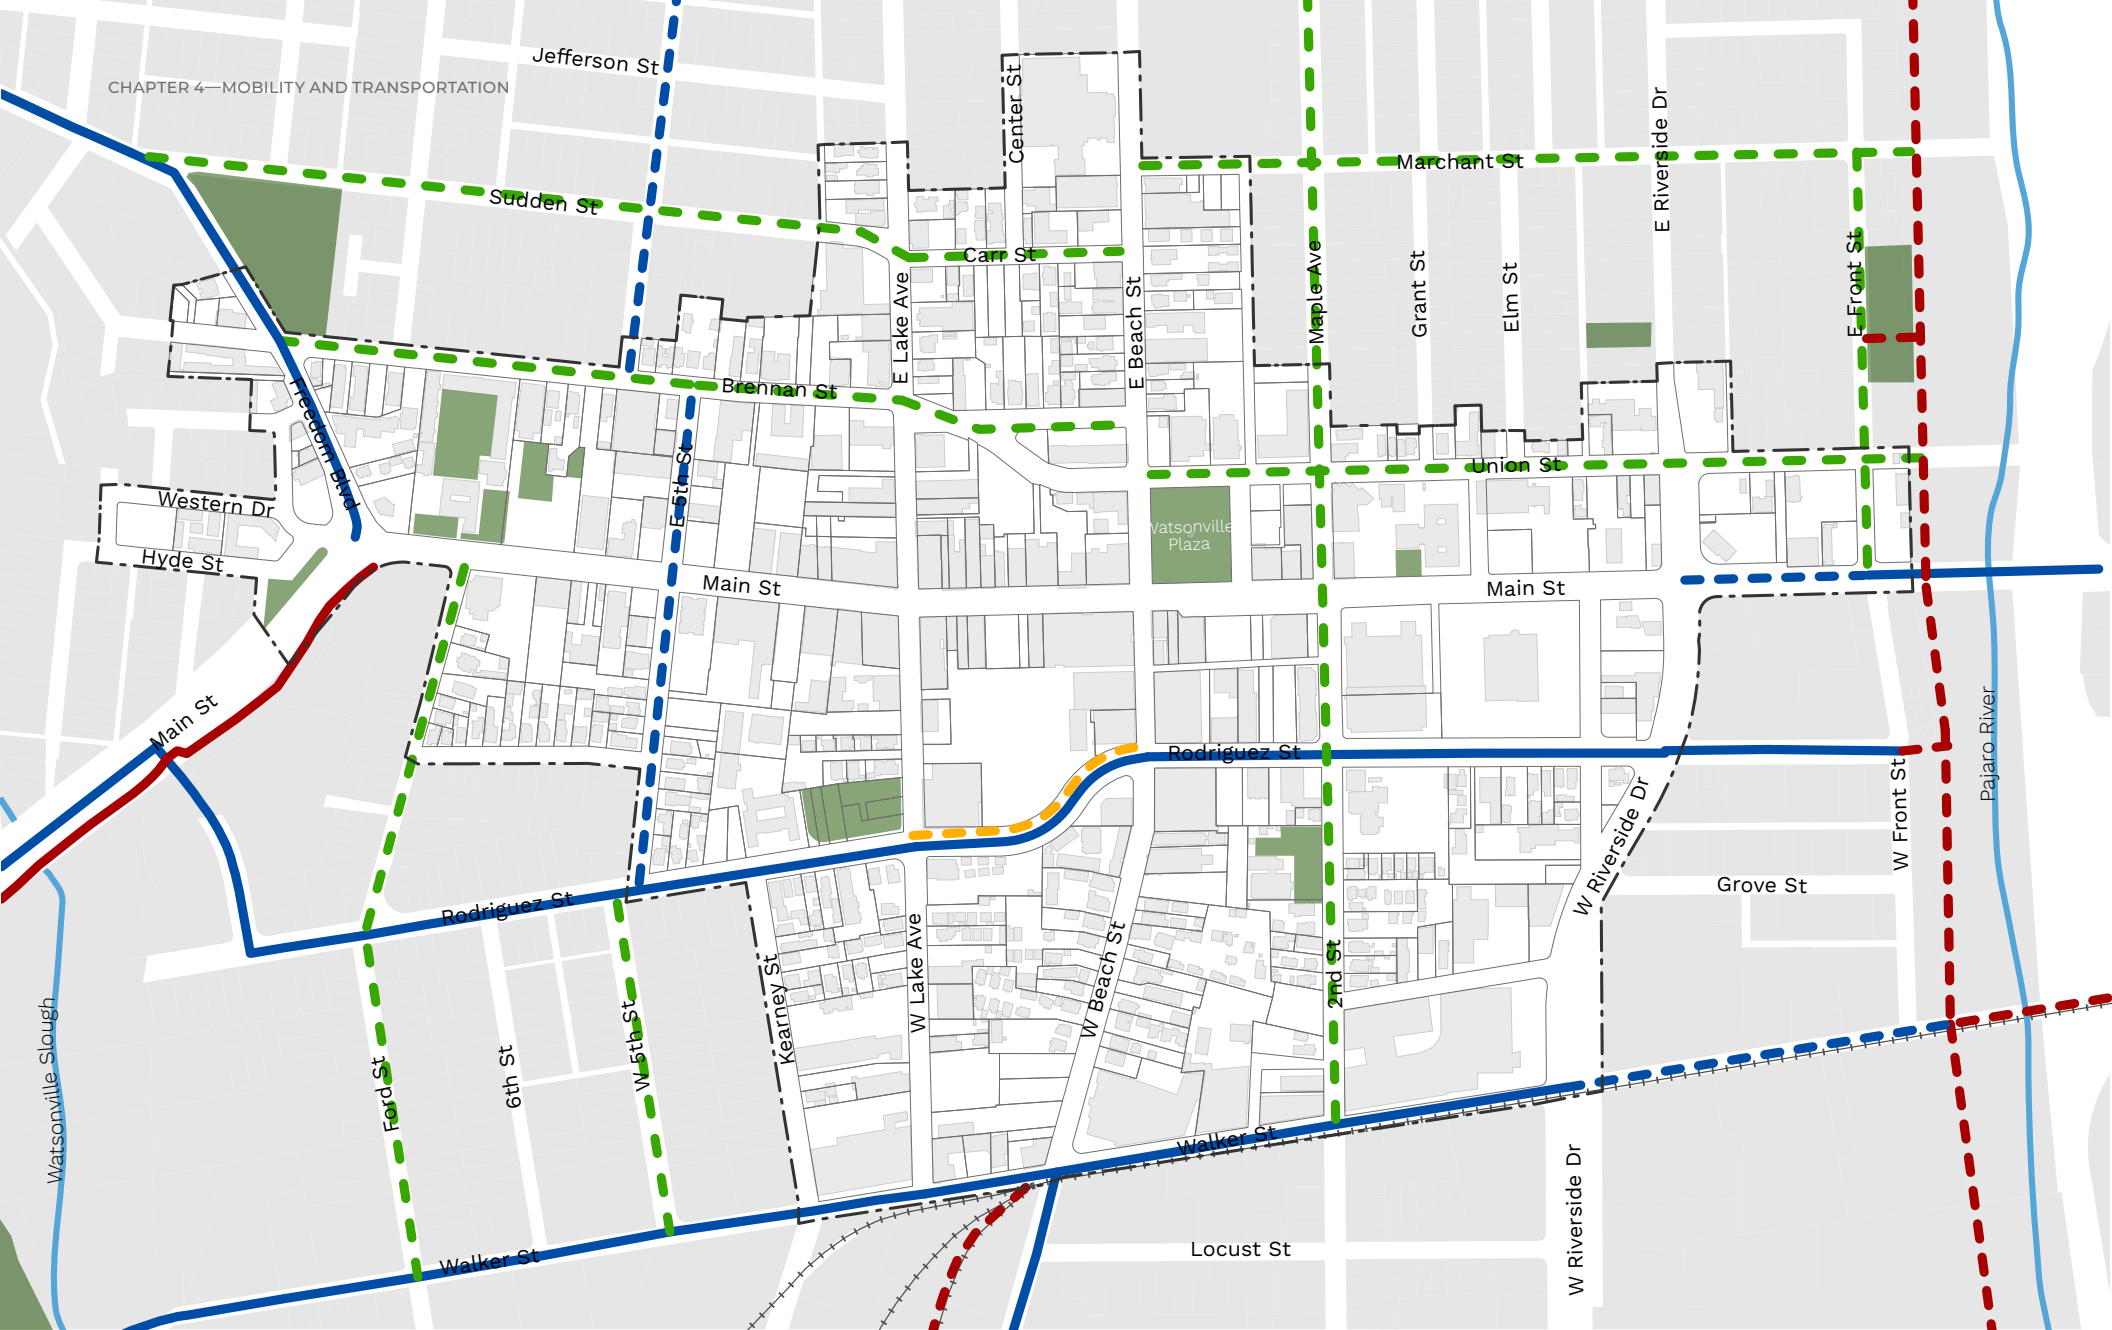 Jefferson St
CHAPTER 4—MOBILITY AND TRANSPORTATION
Center St
E Riverside Dr
Marchant St
Sudden St
Carr St
E Lake Ave
E Beach St
Maple Ave
Grant St
Elm St
E Front St
Brennan St
Freedom Blvd
E 5th St
Union St
Western Dr
Hyde St
Watsonville
Plaza
Main St
Main St
Main St
Pajaro River
Rodriguez St
W Front St
W Riverside Dr
Grove St
Rodriguez St
Kearney St
W Lake Ave
W Beach St
2nd St
Watsonville Slough
Ford St
6th St
W 5th St
Walker St
W Riverside Dr
Locust St
Walker St